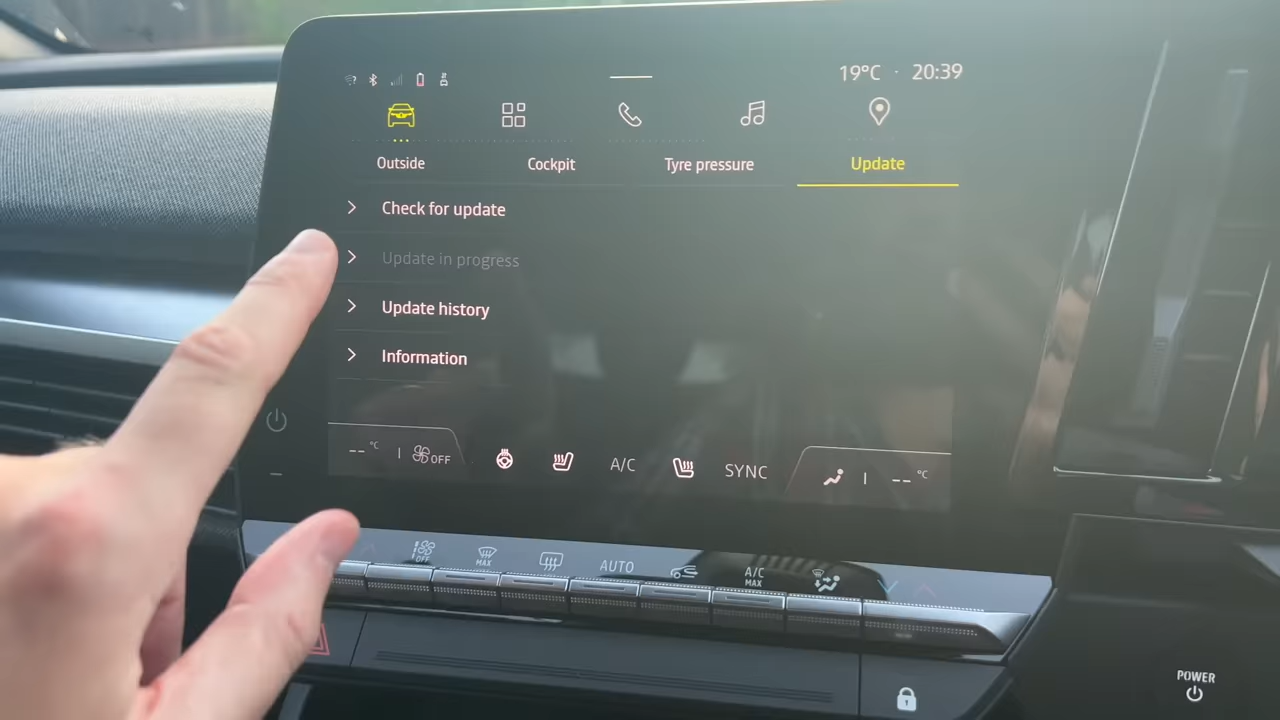 19°C · 20:39
Outside Cockpit Tyre pressure Update
Check for update
Update in progress
Update history
Information
-- °C | OFF A/C SYNC | -- °C
OFF MAX AUTO A/C MAX
POWER